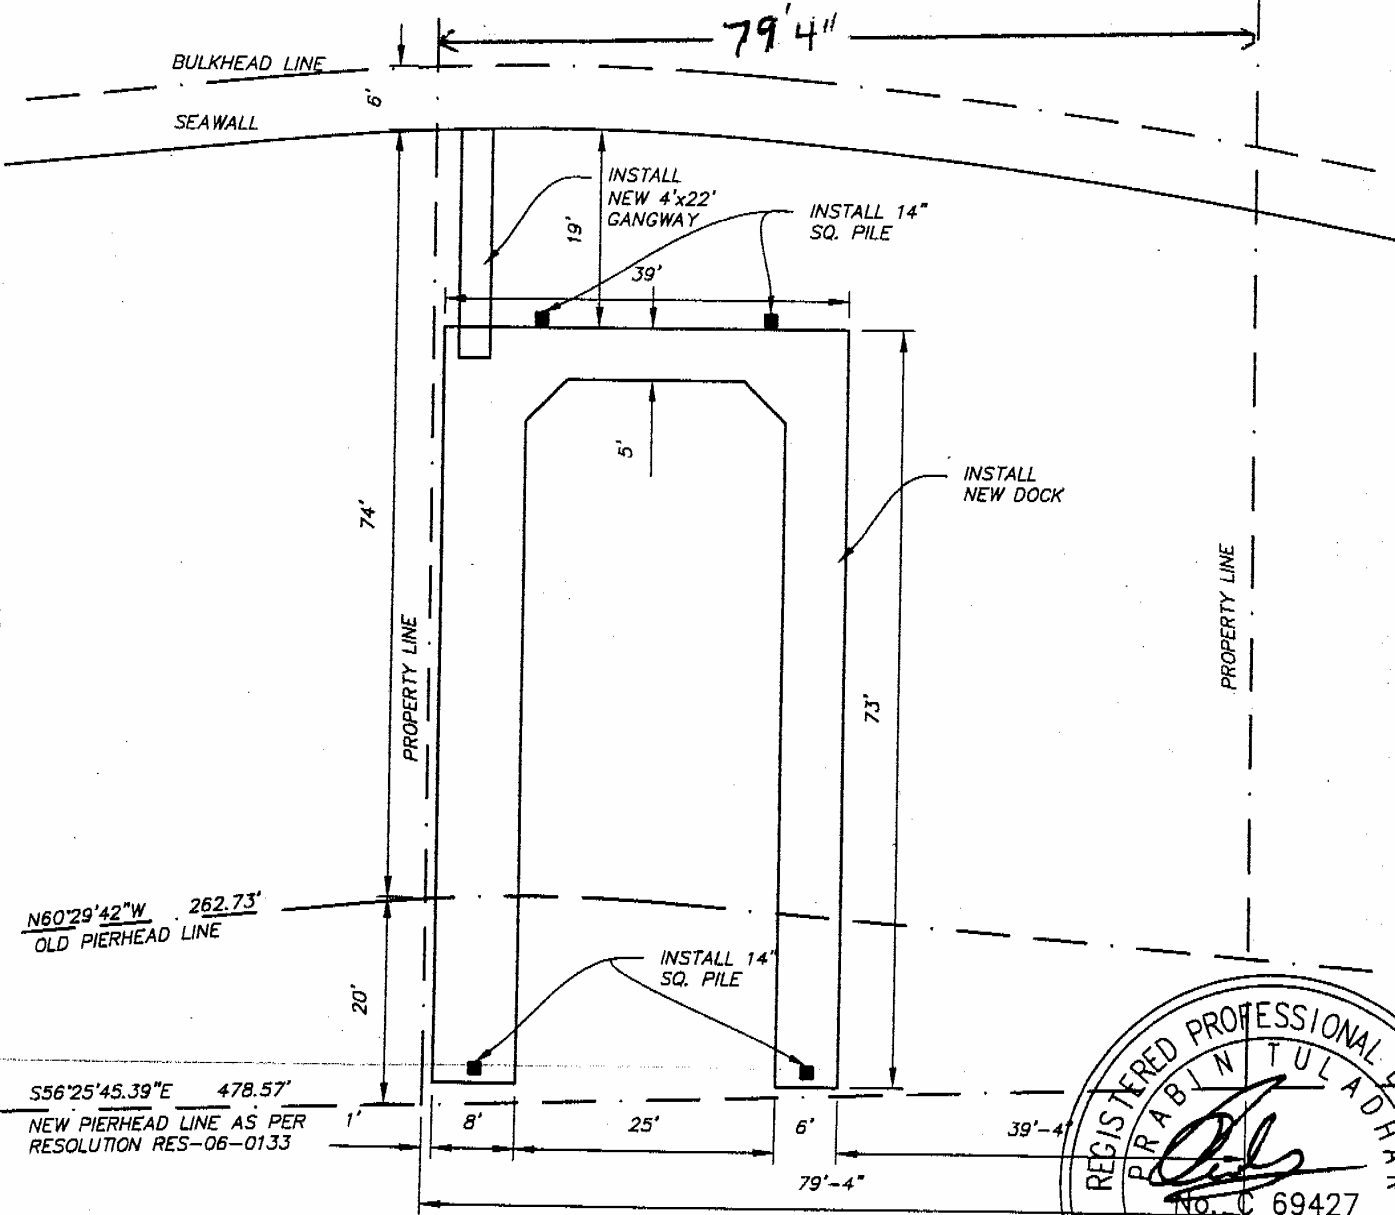 79'4"
BULKHEAD LINE
6'
SEAWALL
INSTALL
NEW 4'x22'
GANGWAY
INSTALL 14"
SQ. PILE
19'
39'
5'
INSTALL
NEW DOCK
74'
PROPERTY LINE
PROPERTY LINE
73'
N60°29'42"W 262.73'
OLD PIERHEAD LINE
INSTALL 14"
SQ. PILE
20'
S56°25'45.39"E 478.57'
NEW PIERHEAD LINE AS PER
RESOLUTION RES-06-0133
1'
8'
25'
6'
39'-4"
79'-4"
REGISTERED PROFESSIONAL
PRABIN TULADHAR
No. C 69427